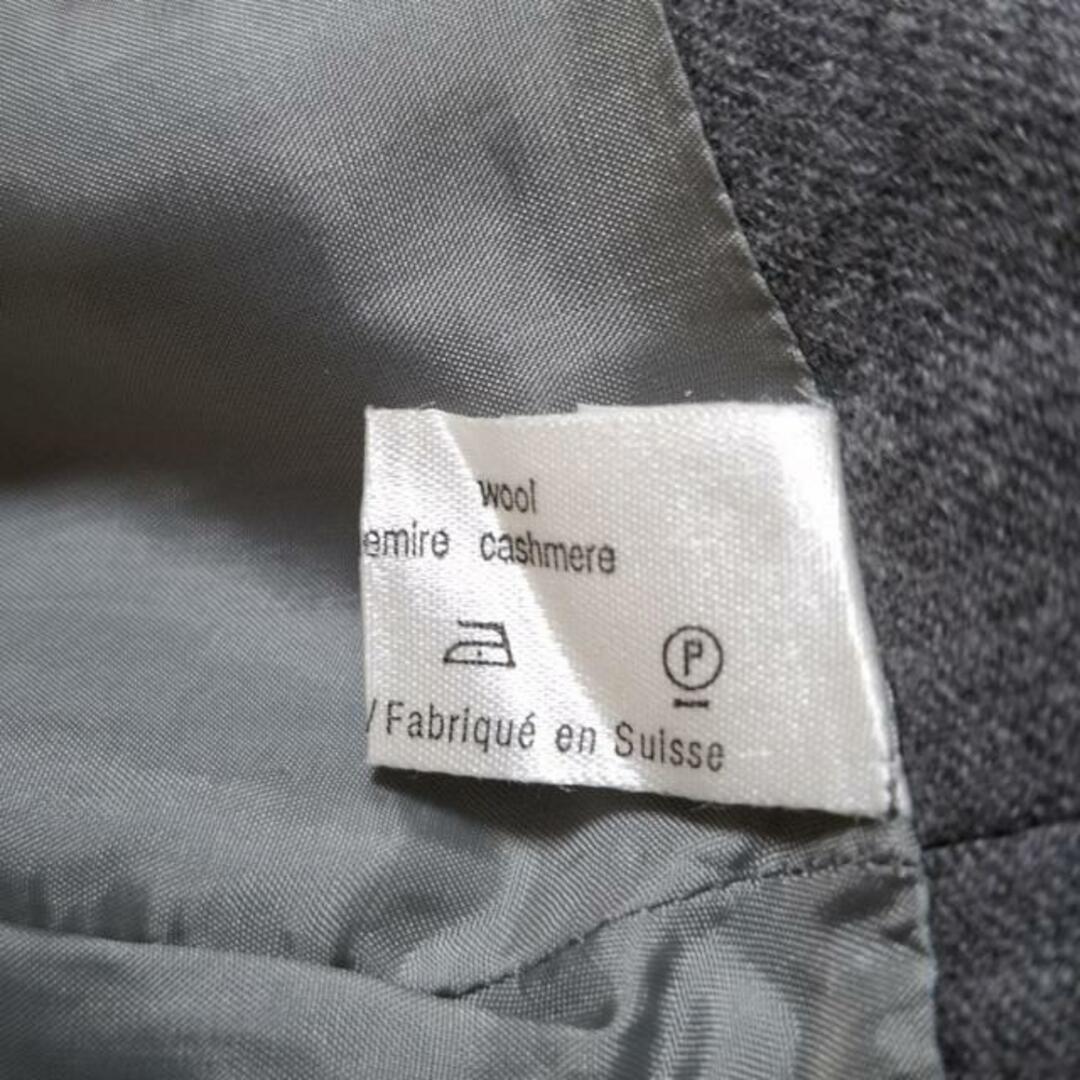 wool
emire cashmere
P
/ Fabriqué en Suisse